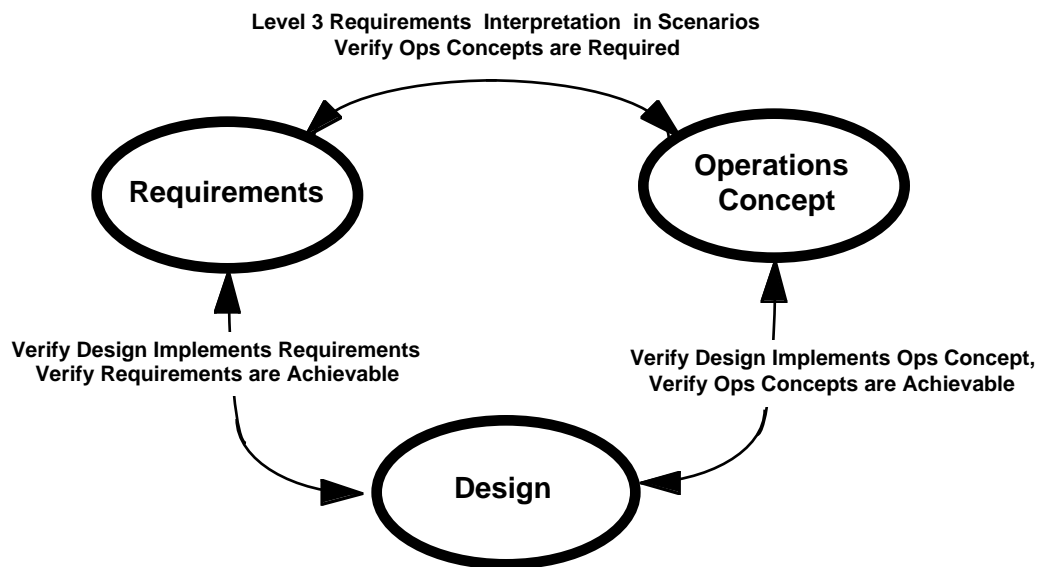 Level 3 Requirements Interpretation in Scenarios
Verify Ops Concepts are Required
Requirements
Operations
Concept
Verify Design Implements Requirements
Verify Requirements are Achievable
Verify Design Implements Ops Concept,
Verify Ops Concepts are Achievable
Design